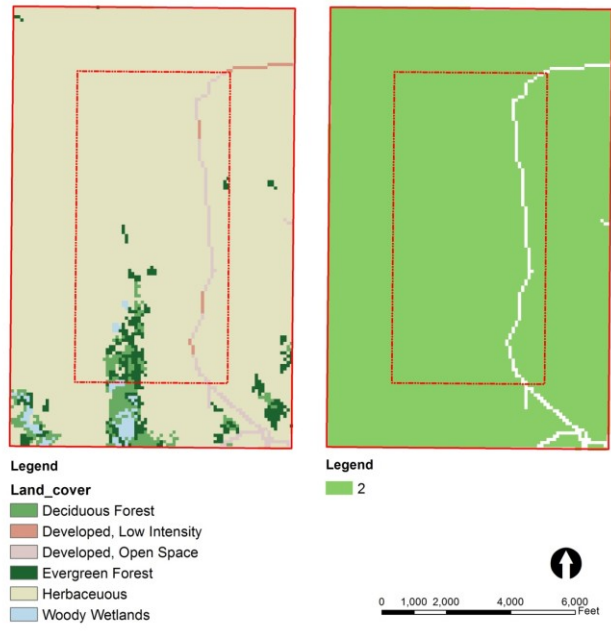 Legend
Land_cover
Deciduous Forest
Developed, Low Intensity
Developed, Open Space
Evergreen Forest
Herbaceuous
Woody Wetlands
Legend
2
0 1,000 2,000 4,000 6,000
Feet